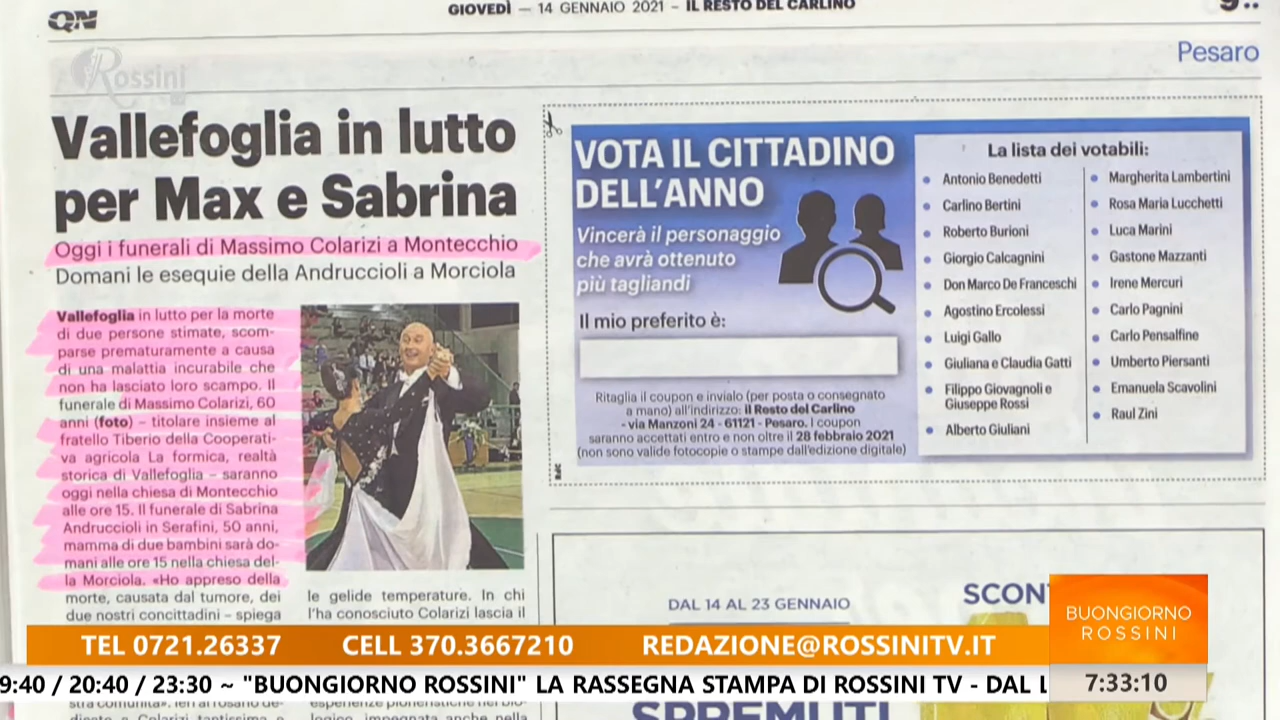 QN
GIOVEDÌ — 14 GENNAIO 2021 – IL RESTO DEL CARLINO
9..
Rossini
Pesaro
Vallefoglia in lutto
per Max e Sabrina
Oggi i funerali di Massimo Colarizi a Montecchio
Domani le esequie della Andruccioli a Morciola
Vallefoglia in lutto per la morte
di due persone stimate, scom-
parse prematuramente a causa
di una malattia incurabile che
non ha lasciato loro scampo. Il
funerale di Massimo Colarizi, 60
anni (foto) – titolare insieme al
fratello Tiberio della Cooperati-
va agricola La formica, realtà
storica di Vallefoglia – saranno
oggi nella chiesa di Montecchio
alle ore 15. Il funerale di Sabrina
Andruccioli in Serafini, 50 anni,
mamma di due bambini sarà do-
mani alle ore 15 nella chiesa del-
la Morciola. «Ho appreso della
morte, causata dal tumore, dei
due nostri concittadini – spiega
le gelide temperature. In chi
l'ha conosciuto Colarizi lascia il
VOTA IL CITTADINO
DELL'ANNO
Vincerà il personaggio
che avrà ottenuto
più tagliandi
Il mio preferito è:
Ritaglia il coupon e invialo (per posta o consegnato
a mano) all'indirizzo: il Resto del Carlino
- via Manzoni 24 - 61121 - Pesaro. I coupon
saranno accettati entro e non oltre il 28 febbraio 2021
(non sono valide fotocopie o stampe dall'edizione digitale)
La lista dei votabili:
• Antonio Benedetti
• Carlino Bertini
• Roberto Burioni
• Giorgio Calcagnini
• Don Marco De Franceschi
• Agostino Ercolessi
• Luigi Gallo
• Giuliana e Claudia Gatti
• Filippo Giovagnoli e
Giuseppe Rossi
• Alberto Giuliani
• Margherita Lambertini
• Rosa Maria Lucchetti
• Luca Marini
• Gastone Mazzanti
• Irene Mercuri
• Carlo Pagnini
• Carlo Pensalfine
• Umberto Piersanti
• Emanuela Scavolini
• Raul Zini
DAL 14 AL 23 GENNAIO
SCONT
SPREMUTI
BUONGIORNO
ROSSINI
TEL 0721.26337 CELL 370.3667210 REDAZIONE@ROSSINITV.IT
9:40 / 20:40 / 23:30 ~ "BUONGIORNO ROSSINI" LA RASSEGNA STAMPA DI ROSSINI TV - DAL L
7:33:10